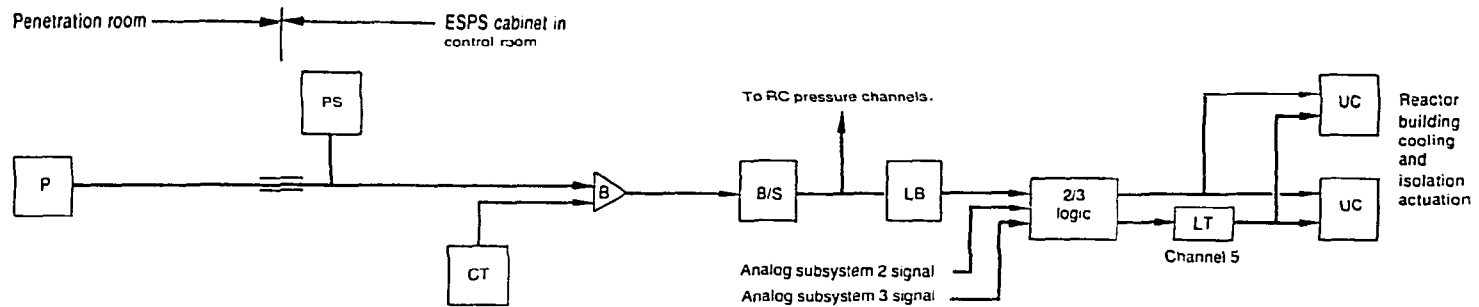 Penetration room
ESPS cabinet in
control room
PS
To RC pressure channels.
UC
Reactor
building
cooling
and
isolation
actuation
P
B
B/S
LB
2/3
logic
UC
LT
Channel 5
CT
Analog subsystem 2 signal
Analog subsystem 3 signal